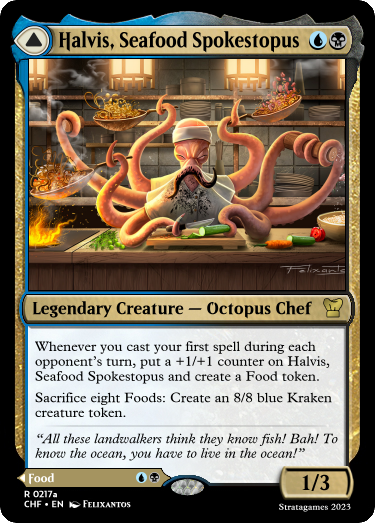 Halvis, Seafood Spokestopus
Felixantos
Legendary Creature — Octopus Chef
Whenever you cast your first spell during each
opponent's turn, put a +1/+1 counter on Halvis,
Seafood Spokestopus and create a Food token.
Sacrifice eight Foods: Create an 8/8 blue Kraken
creature token.
“All these landwalkers think they know fish! Bah! To
know the ocean, you have to live in the ocean!”
Food
1/3
R 0217a
CHF • EN Felixantos
Stratagames 2023